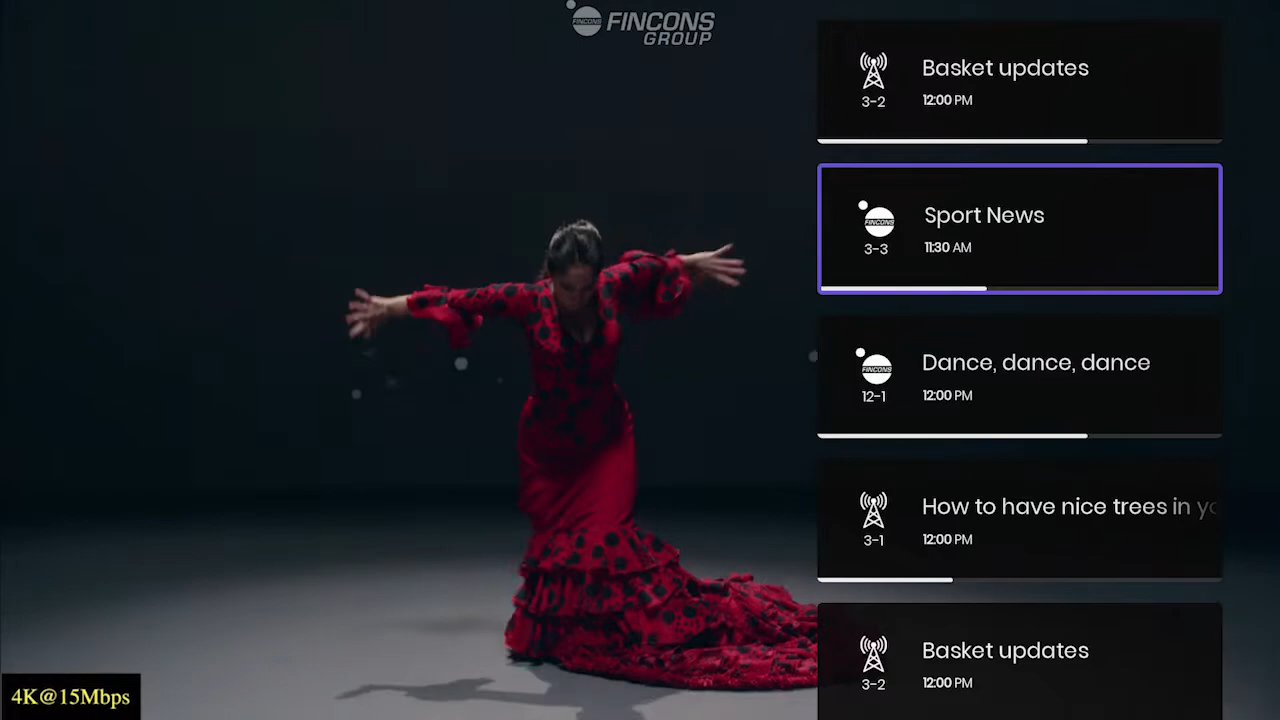 FINCONS
FINCONS
GROUP
Basket updates
3-2
12:00 PM
FINCONS
Sport News
3-3
11:30 AM
FINCONS
Dance, dance, dance
12-1
12:00 PM
How to have nice trees in
3-1
12:00 PM
Basket updates
3-2
12:00 PM
4K@15Mbps